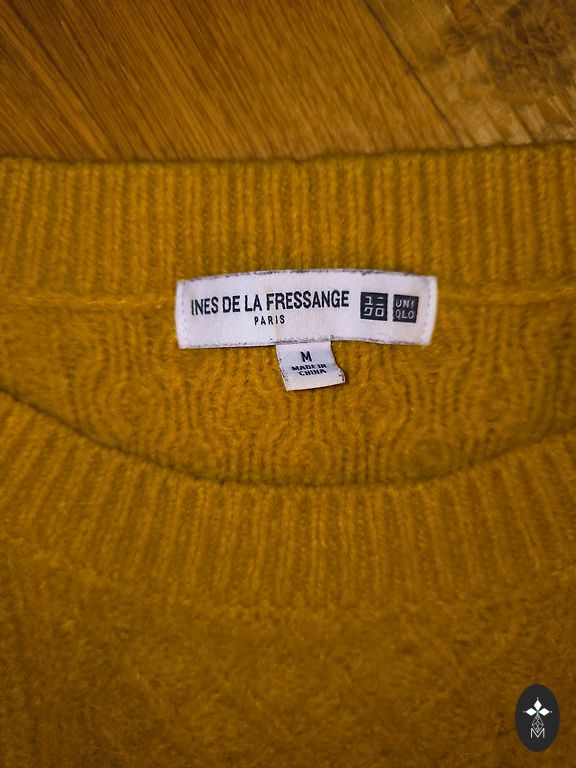 INES DE LA FRESSANGE
PARIS
ユニ
クロ
UNI
QLO
M
MADE IN
CHINA
M